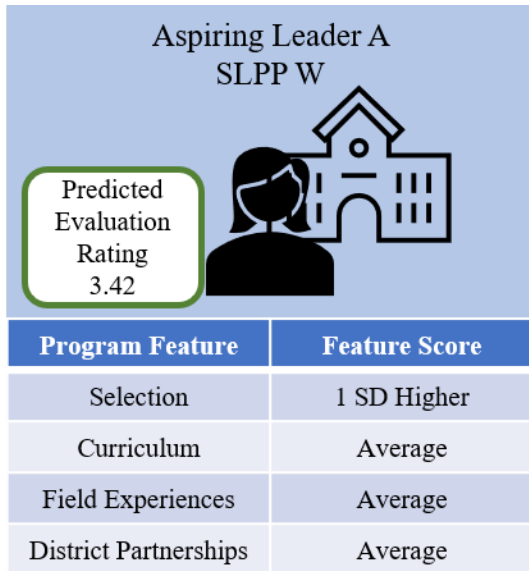 Aspiring Leader A
SLPP W
Predicted
Evaluation
Rating
3.42
Program Feature Feature Score
Selection 1 SD Higher
Curriculum Average
Field Experiences Average
District Partnerships Average